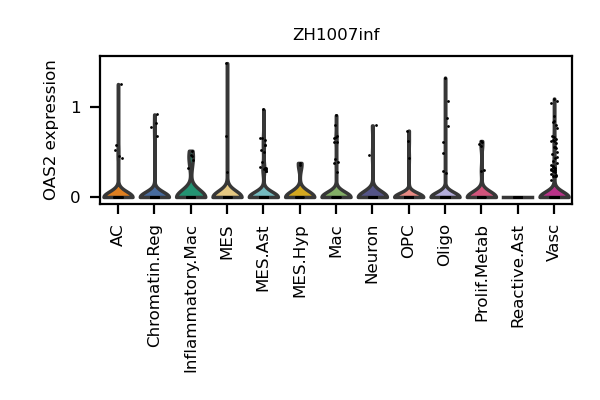 ZH1007inf
OAS2 expression
1
0
AC
Chromatin.Reg
Inflammatory.Mac
MES
MES.Ast
MES.Hyp
Mac
Neuron
OPC
Oligo
Prolif.Metab
Reactive.Ast
Vasc